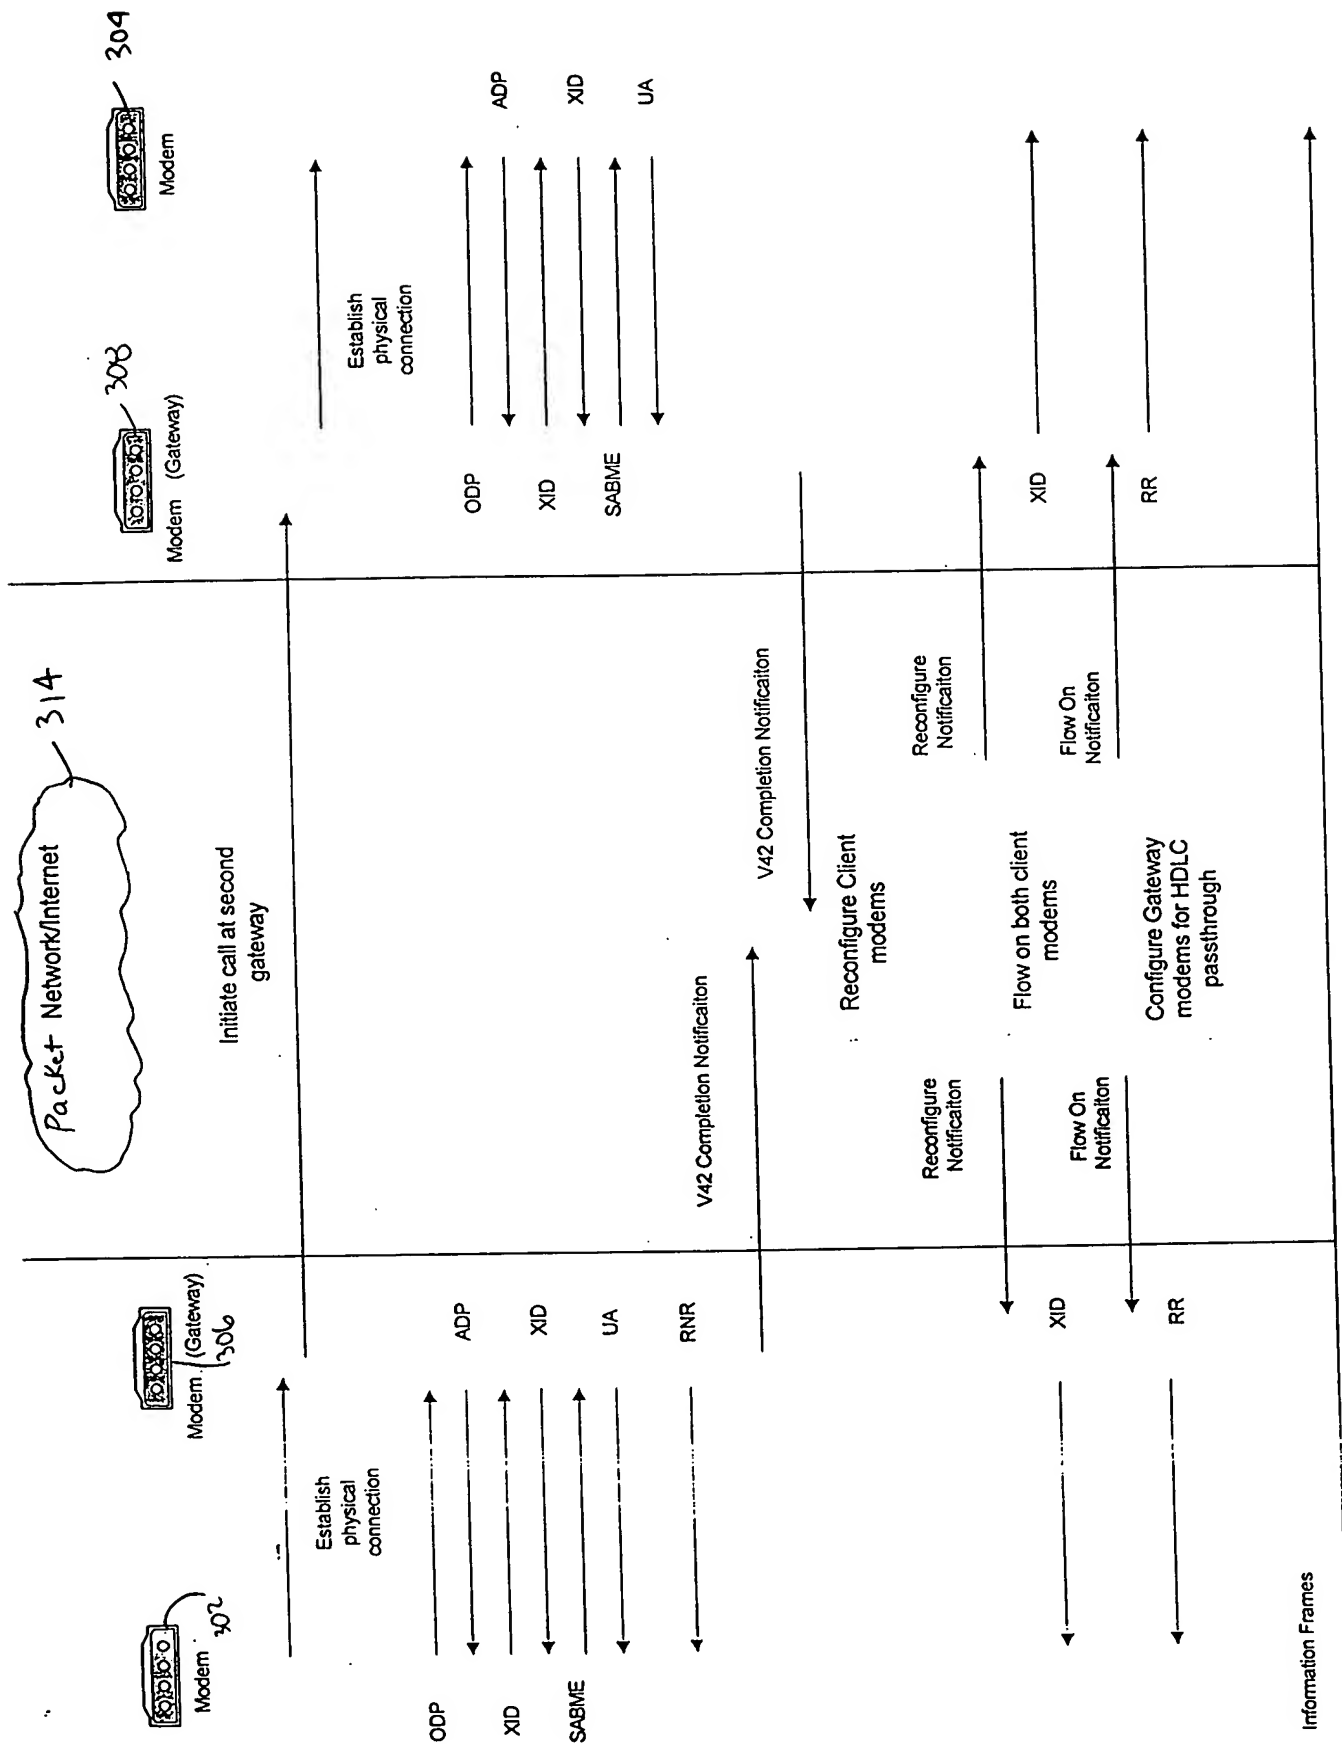 Packet Network/Internet
314
Modem
302
Modem (Gateway)
306
Modem (Gateway)
308
Modem
304
Initiate call at second
gateway
Establish
physical
connection
Establish
physical
connection
ODP
ADP
XID
XID
SABME
UA
RNR
ODP
ADP
XID
XID
SABME
UA
V42 Completion Notificaiton
V42 Completion Notificaiton
Reconfigure Client
modems
Reconfigure
Notificaiton
Reconfigure
Notificaiton
XID
Flow on both client
modems
XID
Flow On
Notificaiton
Flow On
Notificaiton
RR
Configure Gateway
modems for HDLC
passthrough
RR
Information Frames